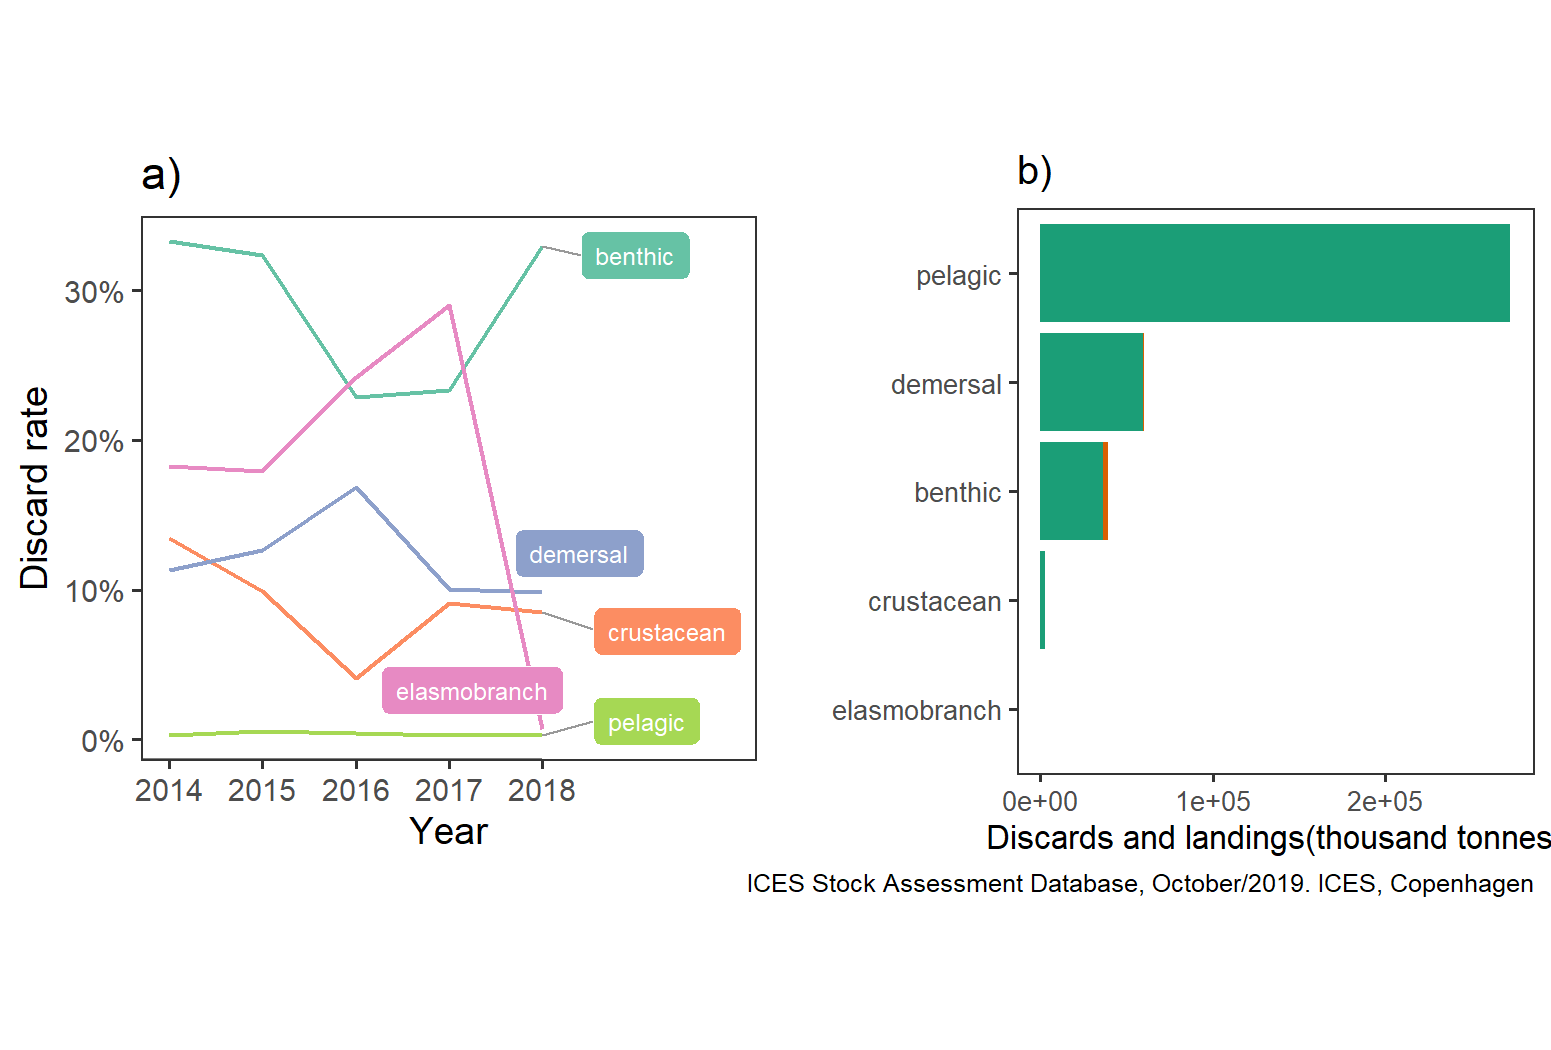 a)
Discard rate
30%
20%
10%
0%
benthic
demersal
crustacean
elasmobranch
pelagic
2014 2015 2016 2017 2018
Year
b)
pelagic
demersal
benthic
crustacean
elasmobranch
0e+00 1e+05 2e+05
Discards and landings(thousand tonnes
ICES Stock Assessment Database, October/2019. ICES, Copenhagen